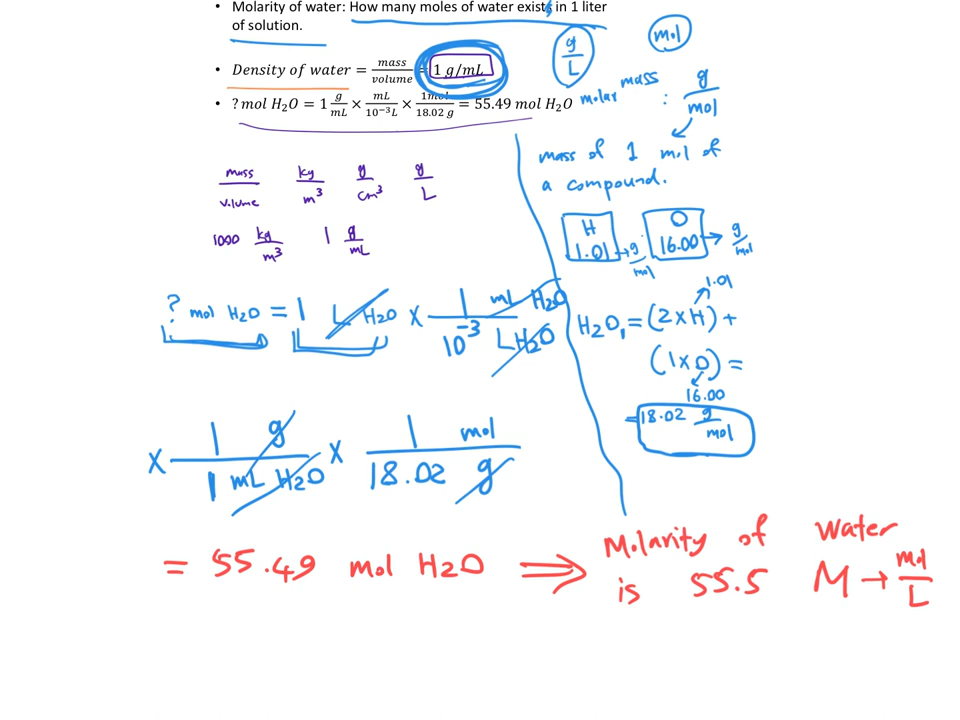 • Molarity of water: How many moles of water exists in 1 liter
of solution.
• Density of water = mass/volume = 1 g/mL
• ? mol H2O = 1 g/mL × mL/10⁻³L × 1mol/18.02 g = 55.49 mol H2O
g/L
mol
molar mass : g/mol
mass of 1 mol of
a compound.
mass/volume kg/m³ g/cm³ g/L
1000 kg/m³ 1 g/mL
H 1.01 → g/mol O 16.00 → g/mol
1.01
? mol H2O = 1 L H2O × 1 mL H2O/10⁻³ L H2O
H2O, = (2×H) +
(1×O) =
16.00
= 18.02 g/mol
× 1 g/1 mL H2O × 1 mol/18.02 g
= 55.49 mol H2O ⟹ Molarity of water
is 55.5 M → mol/L